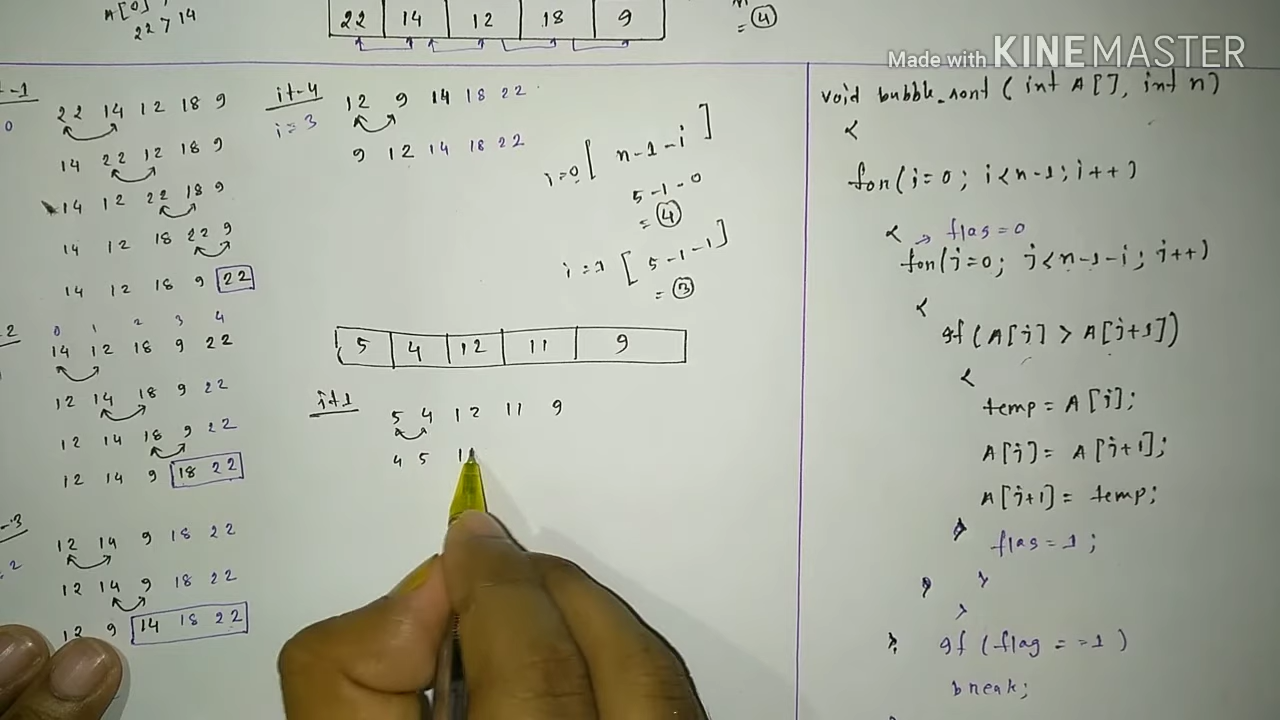 A[0]
22 > 14
22 14 12 18 9
= 4
Made with KINEMASTER
-1
0
22 14 12 18 9
14 22 12 18 9
14 12 22 18 9
14 12 18 22 9
14 12 18 9 22
2
0 1 2 3 4
14 12 18 9 22
12 14 18 9 22
12 14 18 9 22
12 14 9 18 22
-3
= 2
12 14 9 18 22
12 14 9 18 22
12 9 14 18 22
it-4
i=3
12 9 14 18 22
9 12 14 18 22
i=0 [ n-1-i ]
5-1-0
= 4
i=1 [ 5-1-1 ]
= 3
5 4 12 11 9
it1
5 4 12 11 9
4 5 1
void bubble_sort ( int A[], int n)
{
for(i=0; i<n-1; i++)
{ → flag=0
for(j=0; j<n-1-i; j++)
{
if(A[j] > A[j+1])
{
temp = A[j];
A[j] = A[j+1];
A[j+1] = temp;
}
flag=1;
} }
}
if (flag = =1)
break;